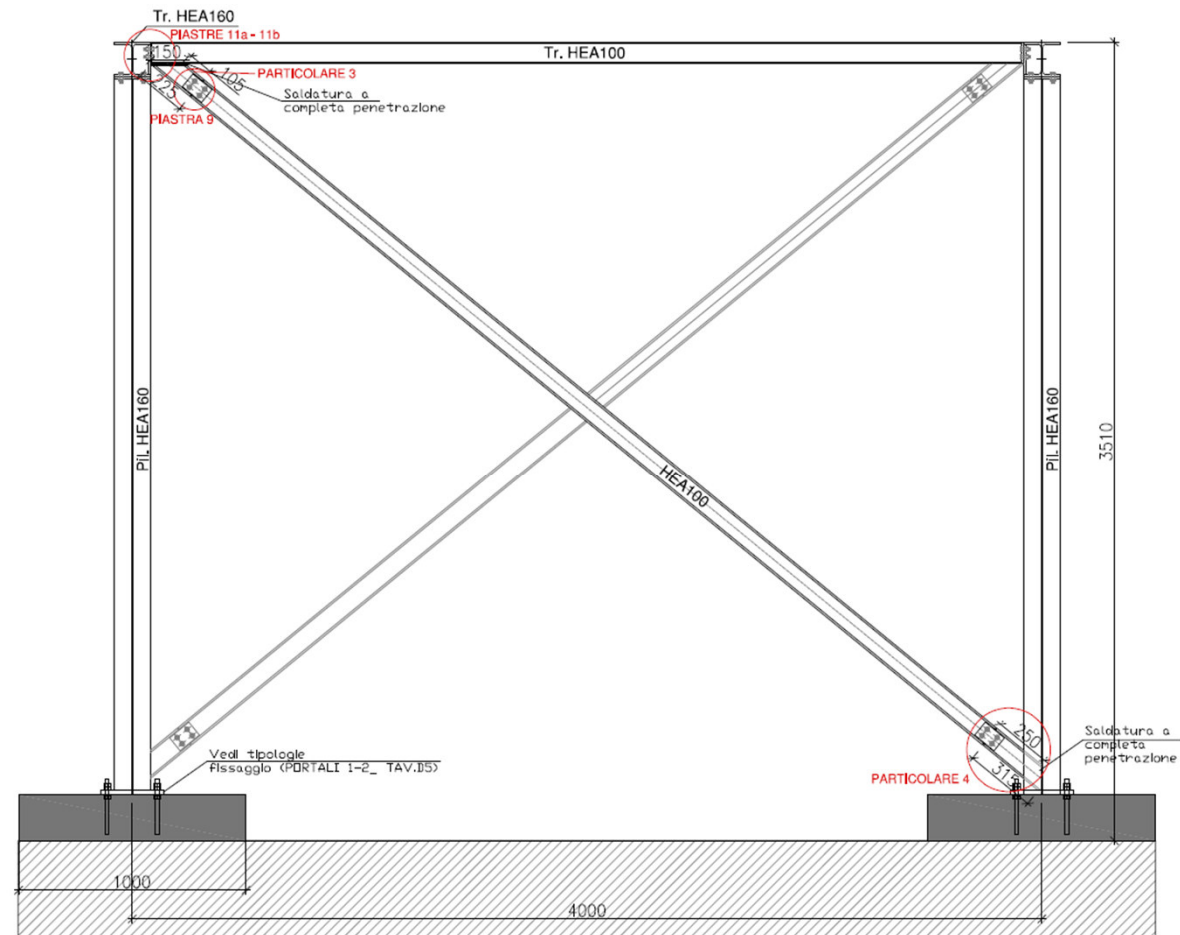 Tr. HEA160
PIASTRE 11a - 11b
150
Tr. HEA100
PARTICOLARE 3
105
Saldatura a
completa penetrazione
225
PIASTRA 9
Pil. HEA160
Pil. HEA160
3510
HEA100
250
Saldatura a
completa
penetrazione
315
PARTICOLARE 4
Vedi tipologie
fissaggio (PORTALI 1-2_ TAV.D5)
1000
4000